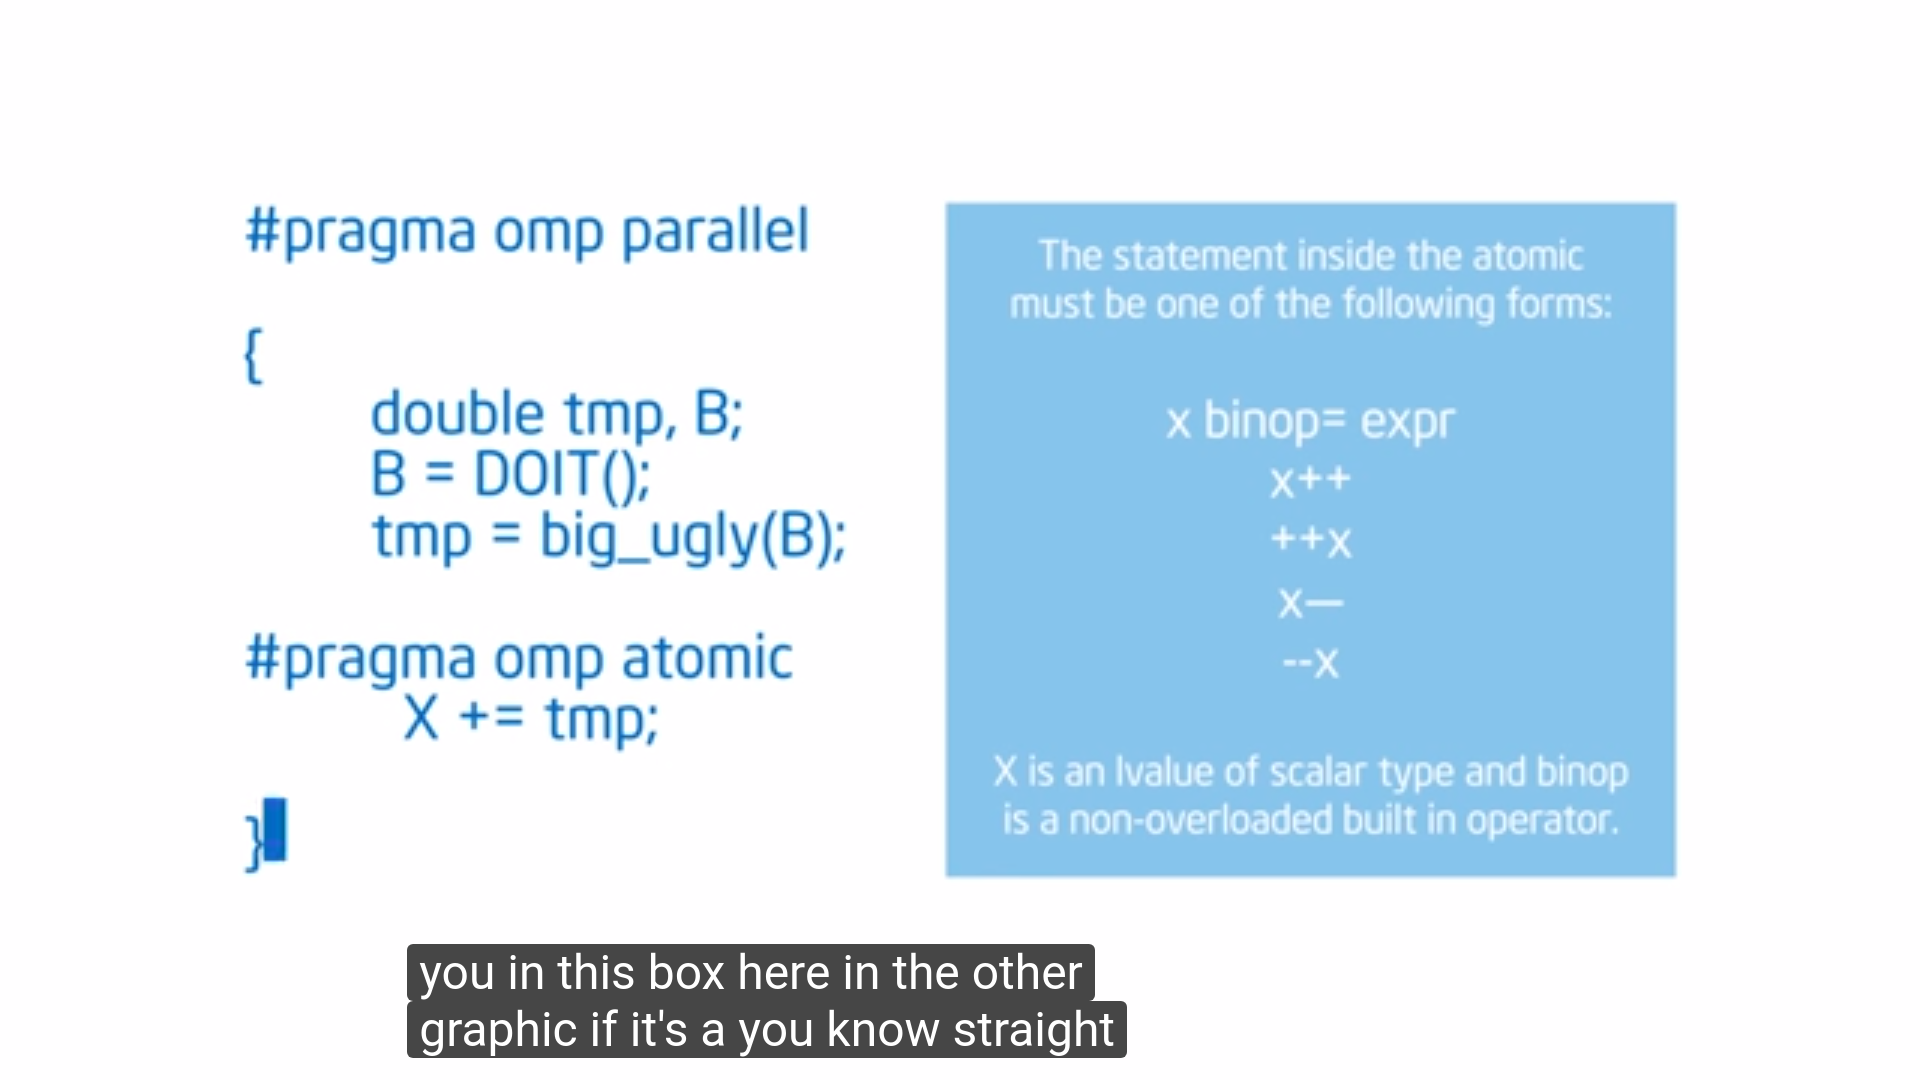 #pragma omp parallel
{
double tmp, B;
B = DOIT();
tmp = big_ugly(B);
#pragma omp atomic
X += tmp;
}
The statement inside the atomic
must be one of the following forms:
x binop= expr
x++
++x
x—
--x
X is an lvalue of scalar type and binop
is a non-overloaded built in operator.
you in this box here in the other
graphic if it's a you know straight